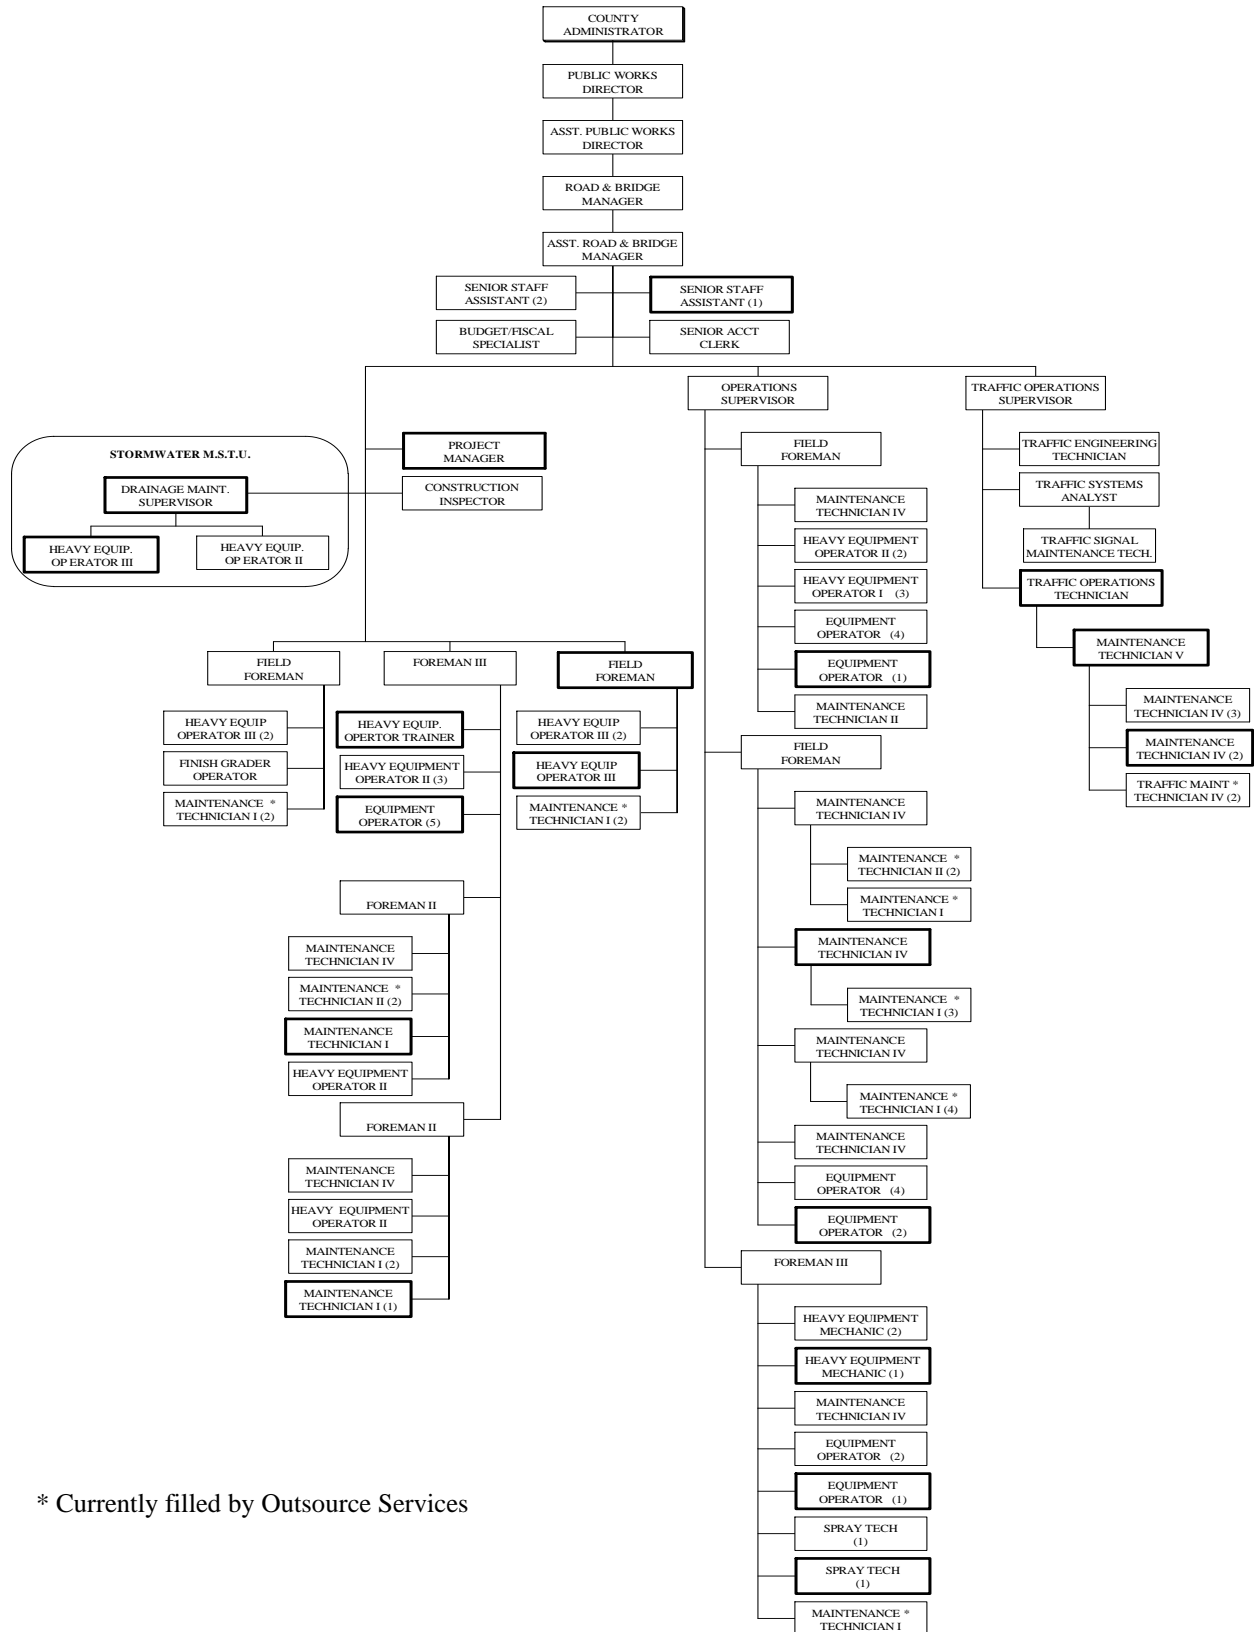 COUNTY
ADMINISTRATOR
PUBLIC WORKS
DIRECTOR
ASST. PUBLIC WORKS
DIRECTOR
ROAD & BRIDGE
MANAGER
ASST. ROAD & BRIDGE
MANAGER
SENIOR STAFF
ASSISTANT (2)
SENIOR STAFF
ASSISTANT (1)
BUDGET/FISCAL
SPECIALIST
SENIOR ACCT
CLERK
STORMWATER M.S.T.U.
DRAINAGE MAINT.
SUPERVISOR
HEAVY EQUIP.
OP ERATOR III
HEAVY EQUIP.
OP ERATOR II
PROJECT
MANAGER
CONSTRUCTION
INSPECTOR
FIELD
FOREMAN
HEAVY EQUIP
OPERATOR III (2)
FINISH GRADER
OPERATOR
MAINTENANCE *
TECHNICIAN I (2)
FOREMAN III
HEAVY EQUIP.
OPERTOR TRAINER
HEAVY EQUIPMENT
OPERATOR II (3)
EQUIPMENT
OPERATOR (5)
FOREMAN II
MAINTENANCE
TECHNICIAN IV
MAINTENANCE *
TECHNICIAN II (2)
MAINTENANCE
TECHNICIAN I
HEAVY EQUIPMENT
OPERATOR II
FOREMAN II
MAINTENANCE
TECHNICIAN IV
HEAVY EQUIPMENT
OPERATOR II
MAINTENANCE
TECHNICIAN I (2)
MAINTENANCE
TECHNICIAN I (1)
FIELD
FOREMAN
HEAVY EQUIP
OPERATOR III (2)
HEAVY EQUIP
OPERATOR III
MAINTENANCE *
TECHNICIAN I (2)
OPERATIONS
SUPERVISOR
FIELD
FOREMAN
MAINTENANCE
TECHNICIAN IV
HEAVY EQUIPMENT
OPERATOR II (2)
HEAVY EQUIPMENT
OPERATOR I (3)
EQUIPMENT
OPERATOR (4)
EQUIPMENT
OPERATOR (1)
MAINTENANCE
TECHNICIAN II
FIELD
FOREMAN
MAINTENANCE
TECHNICIAN IV
MAINTENANCE *
TECHNICIAN II (2)
MAINTENANCE *
TECHNICIAN I
MAINTENANCE
TECHNICIAN IV
MAINTENANCE *
TECHNICIAN I (3)
MAINTENANCE
TECHNICIAN IV
MAINTENANCE *
TECHNICIAN I (4)
MAINTENANCE
TECHNICIAN IV
EQUIPMENT
OPERATOR (4)
EQUIPMENT
OPERATOR (2)
FOREMAN III
HEAVY EQUIPMENT
MECHANIC (2)
HEAVY EQUIPMENT
MECHANIC (1)
MAINTENANCE
TECHNICIAN IV
EQUIPMENT
OPERATOR (2)
EQUIPMENT
OPERATOR (1)
SPRAY TECH
(1)
SPRAY TECH
(1)
MAINTENANCE *
TECHNICIAN I
TRAFFIC OPERATIONS
SUPERVISOR
TRAFFIC ENGINEERING
TECHNICIAN
TRAFFIC SYSTEMS
ANALYST
TRAFFIC SIGNAL
MAINTENANCE TECH.
TRAFFIC OPERATIONS
TECHNICIAN
MAINTENANCE
TECHNICIAN V
MAINTENANCE
TECHNICIAN IV (3)
MAINTENANCE
TECHNICIAN IV (2)
TRAFFIC MAINT *
TECHNICIAN IV (2)
* Currently filled by Outsource Services